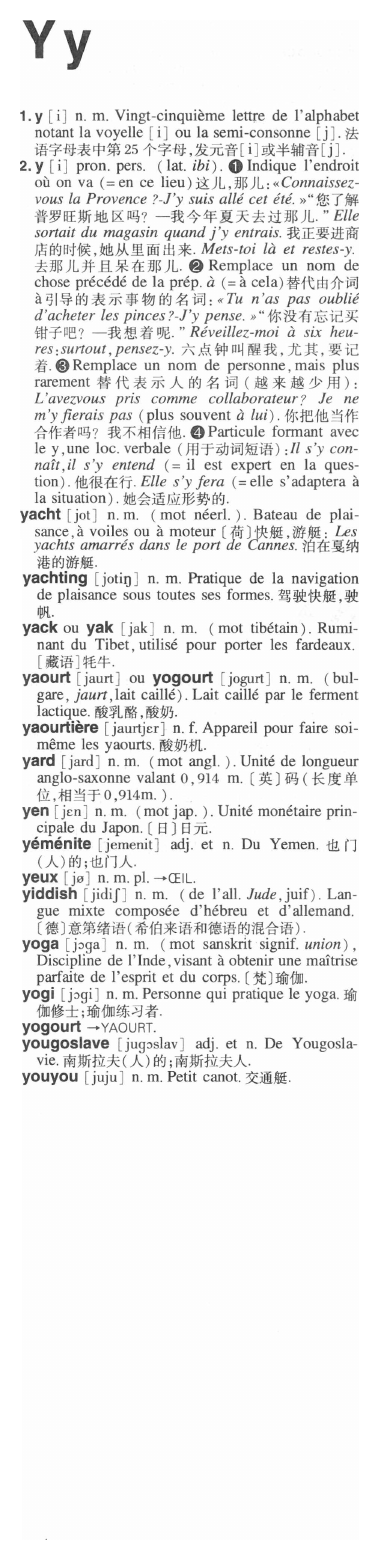 Y y
1. y [i] n. m. Vingt-cinquième lettre de l'alphabet
notant la voyelle [i] ou la semi-consonne [j]. 法
语字母表中第 25 个字母,发元音[i]或半辅音[j].
2. y [i] pron. pers. (lat. ibi). ❶ Indique l'endroit
où on va (= en ce lieu) 这儿,那儿:«Connaissez-
vous la Provence ?-J'y suis allé cet été. »“您了解
普罗旺斯地区吗? —我今年夏天去过那儿.” Elle
sortait du magasin quand j'y entrais. 我正要进商
店的时候,她从里面出来. Mets-toi là et restes-y.
去那儿并且呆在那儿. ❷ Remplace un nom de
chose précédé de la prép. à (= à cela) 替代由介词
à 引导的表示事物的名词: «Tu n'as pas oublié
d'acheter les pinces ?-J'y pense. »“你没有忘记买
钳子吧? —我想着呢.” Réveillez-moi à six heu-
res;surtout, pensez-y. 六点钟叫醒我,尤其,要记
着. ❸ Remplace un nom de personne, mais plus
rarement 替代表示人的名词(越来越少用):
L'avezvous pris comme collaborateur? Je ne
m'y fierais pas (plus souvent à lui). 你把他当作
合作者吗? 我不相信他. ❹ Particule formant avec
le y,une loc. verbale (用于动词短语):Il s'y con-
naît,il s'y entend (= il est expert en la ques-
tion). 他很在行. Elle s'y fera (= elle s'adaptera à
la situation). 她会适应形势的.
yacht [jot] n. m. (mot néerl. ). Bateau de plai-
sance, à voiles ou à moteur〔荷〕快艇,游艇: Les
yachts amarrés dans le port de Cannes. 泊在戛纳
港的游艇.
yachting [jotiŋ] n. m. Pratique de la navigation
de plaisance sous toutes ses formes. 驾驶快艇,驶
帆.
yack ou yak [jak] n. m. (mot tibétain). Rumi-
nant du Tibet, utilisé pour porter les fardeaux.
〔藏语〕牦牛.
yaourt [jaurt] ou yogourt [jogurt] n. m. (bul-
gare, jaurt, lait caillé). Lait caillé par le ferment
lactique. 酸乳酪,酸奶.
yaourtière [jaurtjɛr] n. f. Appareil pour faire soi-
même les yaourts. 酸奶机.
yard [jard] n. m. (mot angl. ). Unité de longueur
anglo-saxonne valant 0,914 m.〔英〕码(长度单
位,相当于 0,914m. ).
yen [jɛn] n. m. (mot jap. ). Unité monétaire prin-
cipale du Japon.〔日〕日元.
yéménite [jemenit] adj. et n. Du Yemen. 也门
(人)的;也门人.
yeux [jø] n. m. pl. →ŒIL.
yiddish [jidiʃ] n. m. (de l'all. Jude, juif). Lan-
gue mixte composée d'hébreu et d'allemand.
〔德〕意第绪语(希伯来语和德语的混合语).
yoga [jɔga] n. m. (mot sanskrit signif. union),
Discipline de l'Inde, visant à obtenir une maîtrise
parfaite de l'esprit et du corps.〔梵〕瑜伽.
yogi [jɔgi] n. m. Personne qui pratique le yoga. 瑜
伽修士;瑜伽练习者.
yogourt →YAOURT.
yougoslave [jugɔslav] adj. et n. De Yougosla-
vie. 南斯拉夫(人)的;南斯拉夫人.
youyou [juju] n. m. Petit canot. 交通艇.